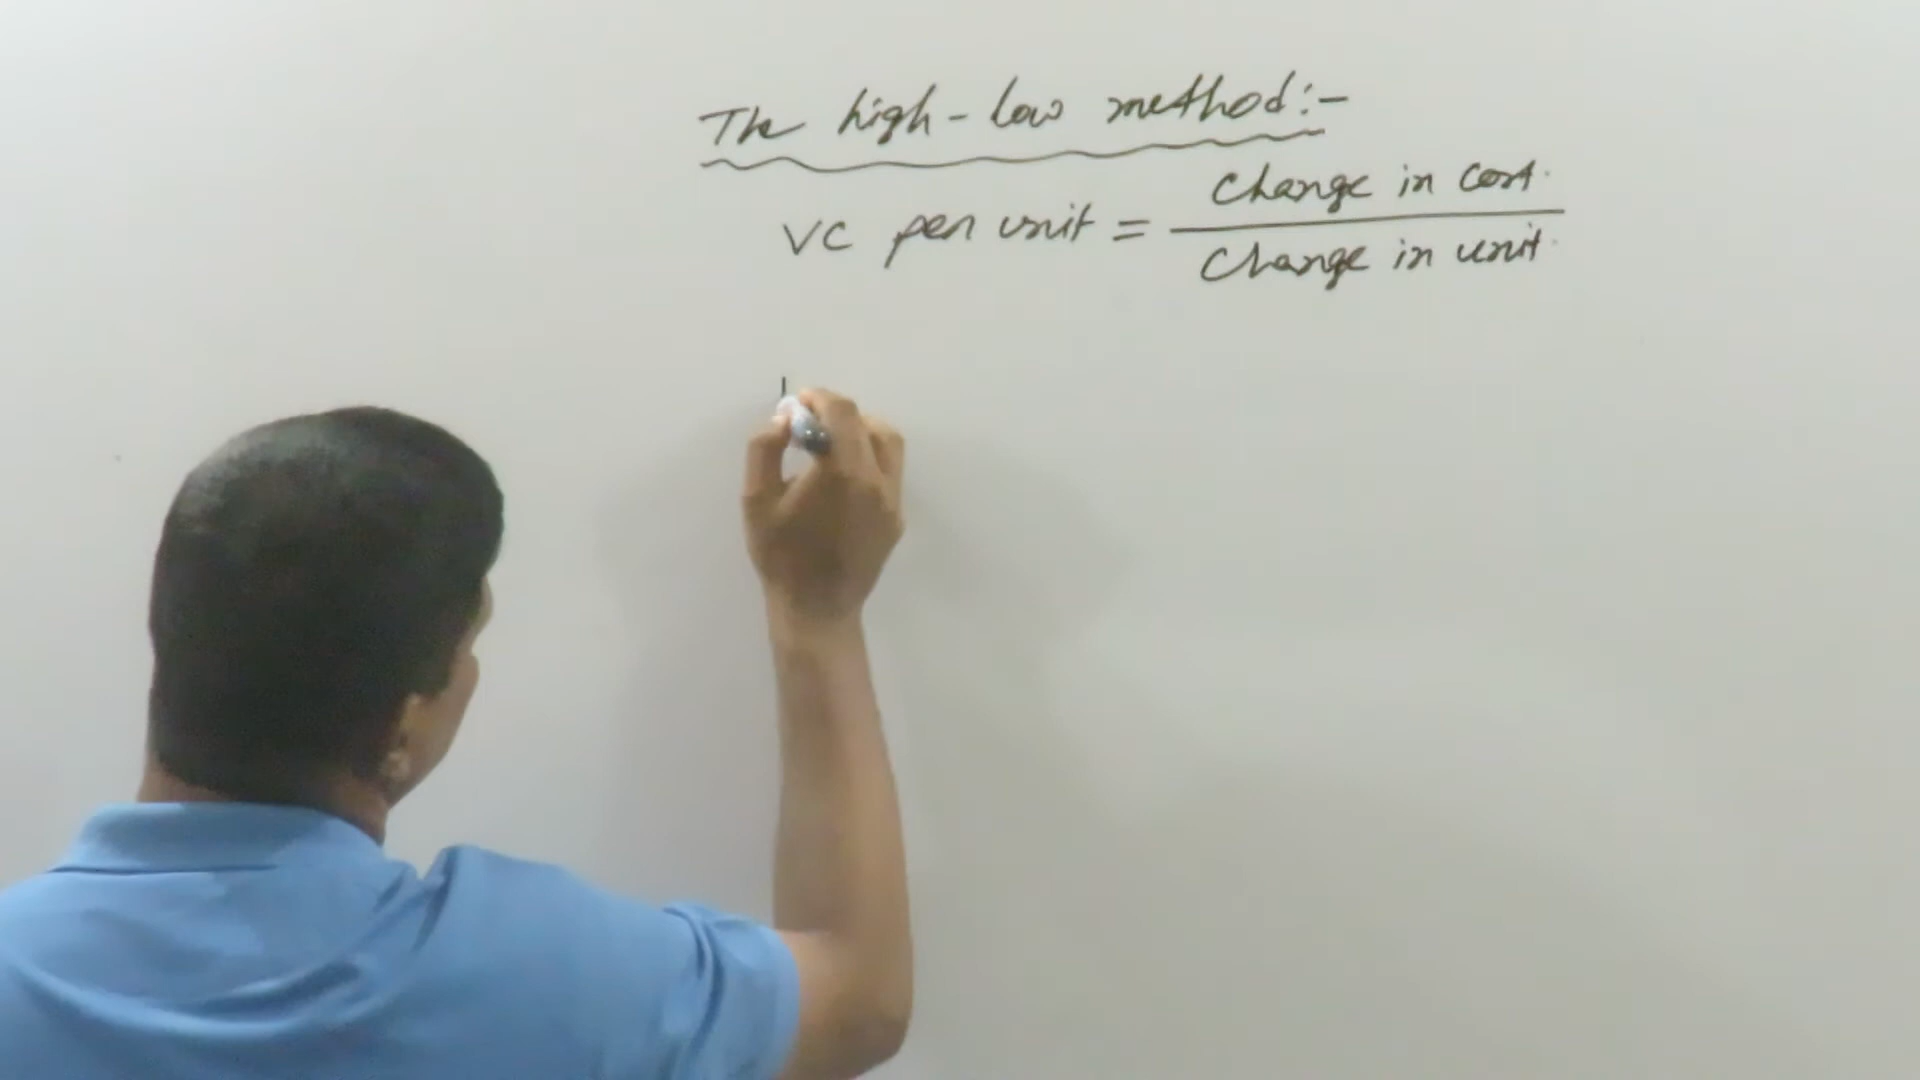 The high-low method:-
VC per unit = Change in cost.
Change in unit.